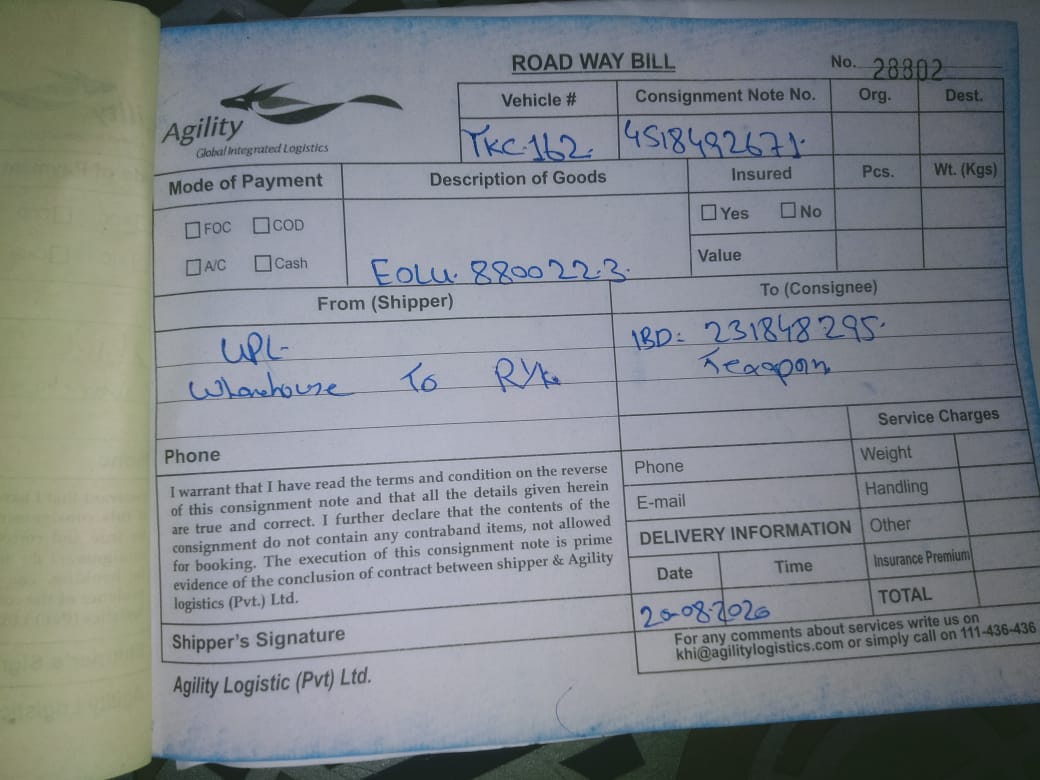 ROAD WAY BILL
No. 28802
Agility
Global Integrated Logistics
Vehicle # Consignment Note No. Org. Dest.
TKC-162. 4518492671.
Mode of Payment Description of Goods Insured Pcs. Wt. (Kgs)
FOC COD Yes No
A/C Cash Value
EOLU. 8800223.
From (Shipper) To (Consignee)
UPL- IBD: 231848295.
Wharehouse To
Phone
Service Charges
I warrant that I have read the terms and condition on the reverse
of this consignment note and that all the details given herein
are true and correct. I further declare that the contents of the
consignment do not contain any contraband items, not allowed
for booking. The execution of this consignment note is prime
evidence of the conclusion of contract between shipper & Agility
logistics (Pvt.) Ltd.
Phone Weight
E-mail Handling
DELIVERY INFORMATION Other
Date Time Insurance Premium
20-08-2020 TOTAL
Shipper's Signature
For any comments about services write us on
khi@agilitylogistics.com or simply call on 111-436-436
Agility Logistic (Pvt) Ltd.